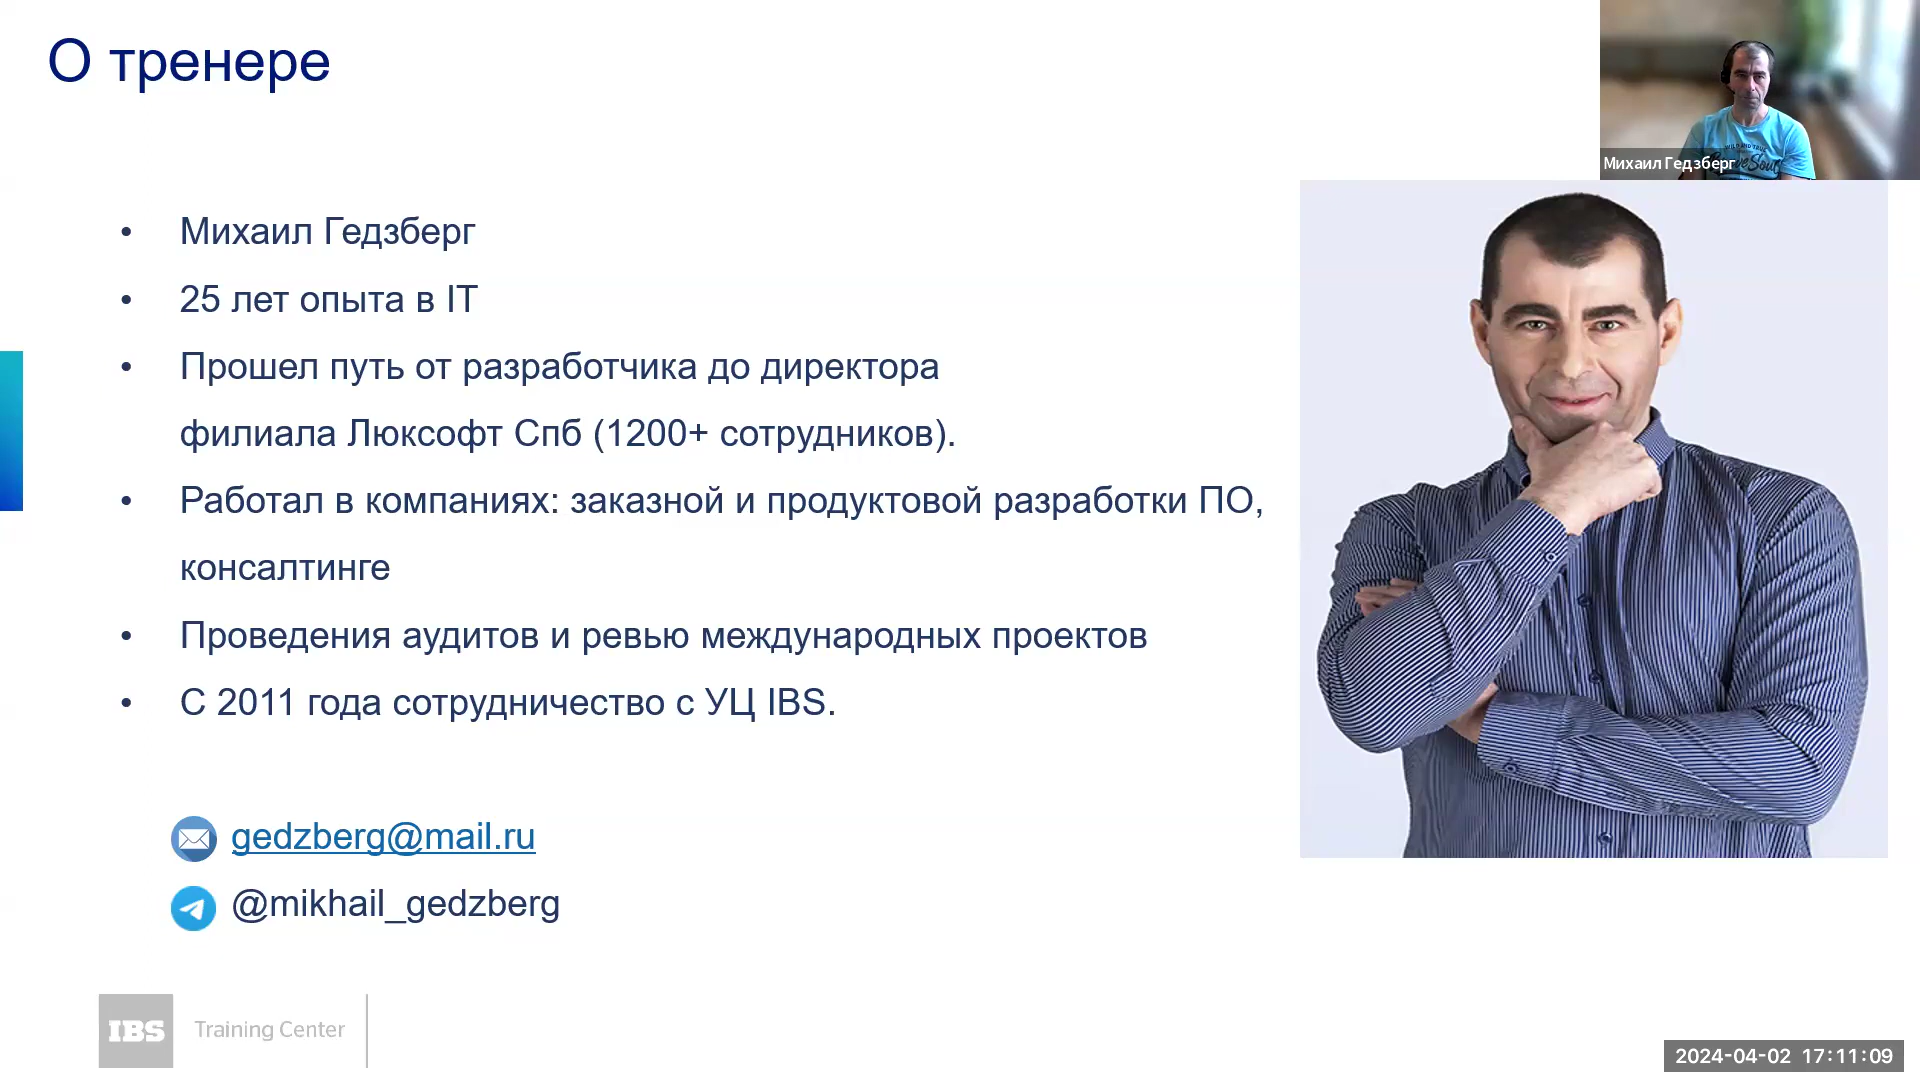 О тренере
Михаил Гедзберг
• Михаил Гедзберг
• 25 лет опыта в IT
• Прошел путь от разработчика до директора
филиала Люксофт Спб (1200+ сотрудников).
• Работал в компаниях: заказной и продуктовой разработки ПО,
консалтинге
• Проведения аудитов и ревью международных проектов
• С 2011 года сотрудничество с УЦ IBS.
gedzberg@mail.ru
@mikhail_gedzberg
IBS Training Center
2024-04-02 17:11:09